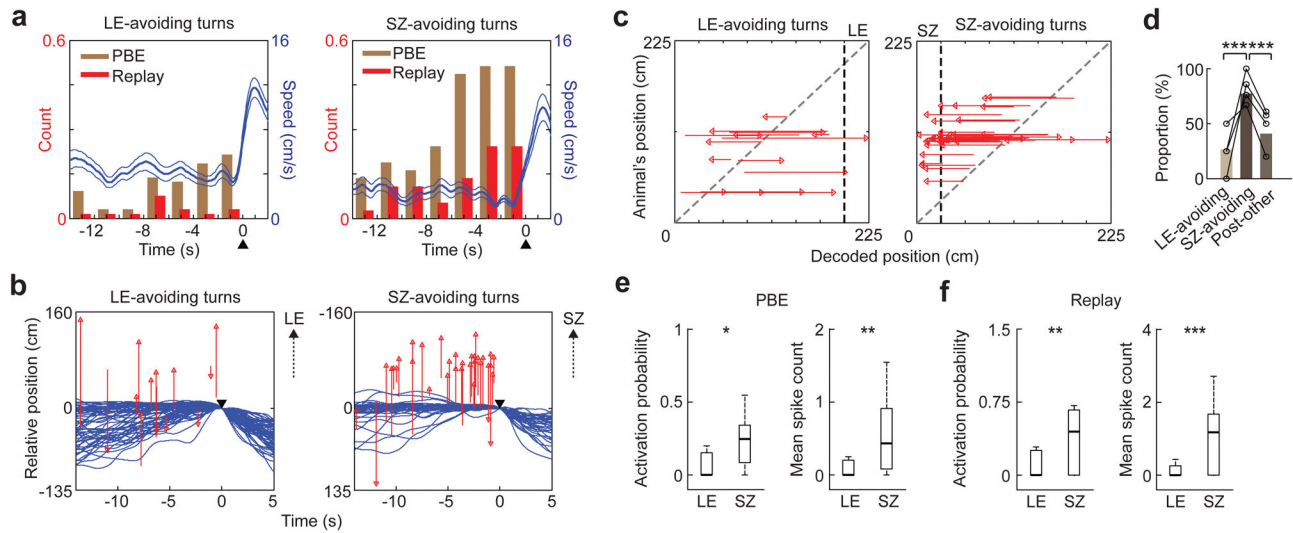 a
LE-avoiding turns
SZ-avoiding turns
0.6
16
0.6
16
PBE
Replay
PBE
Replay
Count
Speed (cm/s)
Count
Speed (cm/s)
0
0
0
0
-12
-8
-4
0
-12
-8
-4
0
Time (s)
Time (s)
b
LE-avoiding turns
SZ-avoiding turns
160
-160
LE
SZ
Relative position (cm)
0
0
-135
135
-10
-5
0
5
-10
-5
0
5
Time (s)
c
LE-avoiding turns
LE
SZ
SZ-avoiding turns
225
225
Animal's position (cm)
0
225
0
225
Decoded position (cm)
d
*** ***
100
50
0
Proportion (%)
LE-avoiding
SZ-avoiding
Post-other
e
PBE
1
*
2
**
Activation probability
Mean spike count
0.5
1
0
0
LE SZ
LE SZ
f
Replay
1.5
**
4
***
Activation probability
Mean spike count
0.75
2
0
0
LE SZ
LE SZ